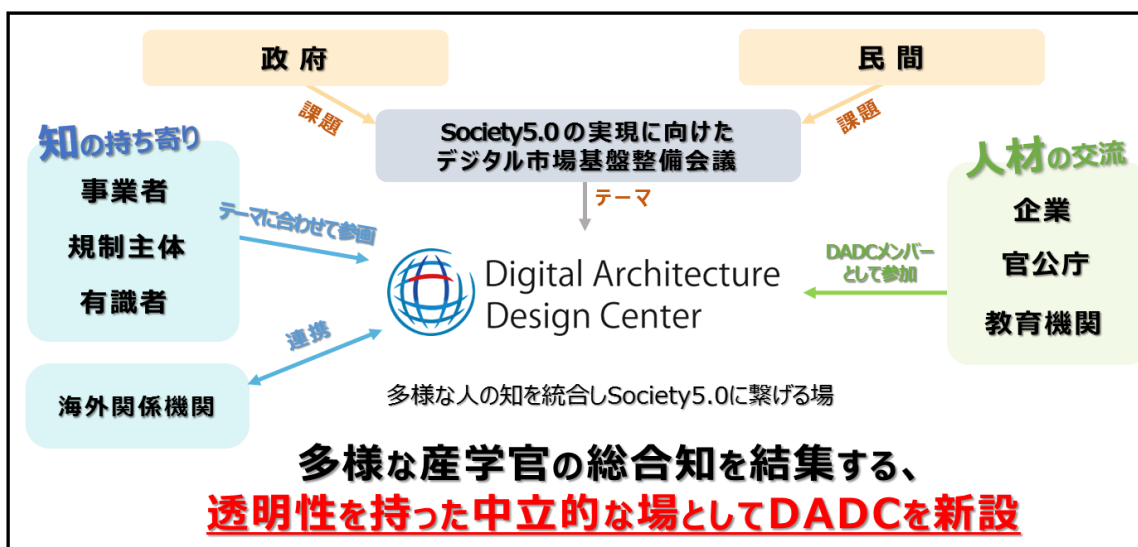 政府
民間
課題
課題
Society5.0の実現に向けた
デジタル市場基盤整備会議
知の持ち寄り
事業者
規制主体
有識者
テーマに合わせて参画
テーマ
人材の交流
企業
官公庁
教育機関
DADCメンバー
として参加
Digital Architecture
Design Center
連携
海外関係機関
多様な人の知を統合しSociety5.0に繋げる場
多様な産学官の総合知を結集する、
透明性を持った中立的な場としてDADCを新設